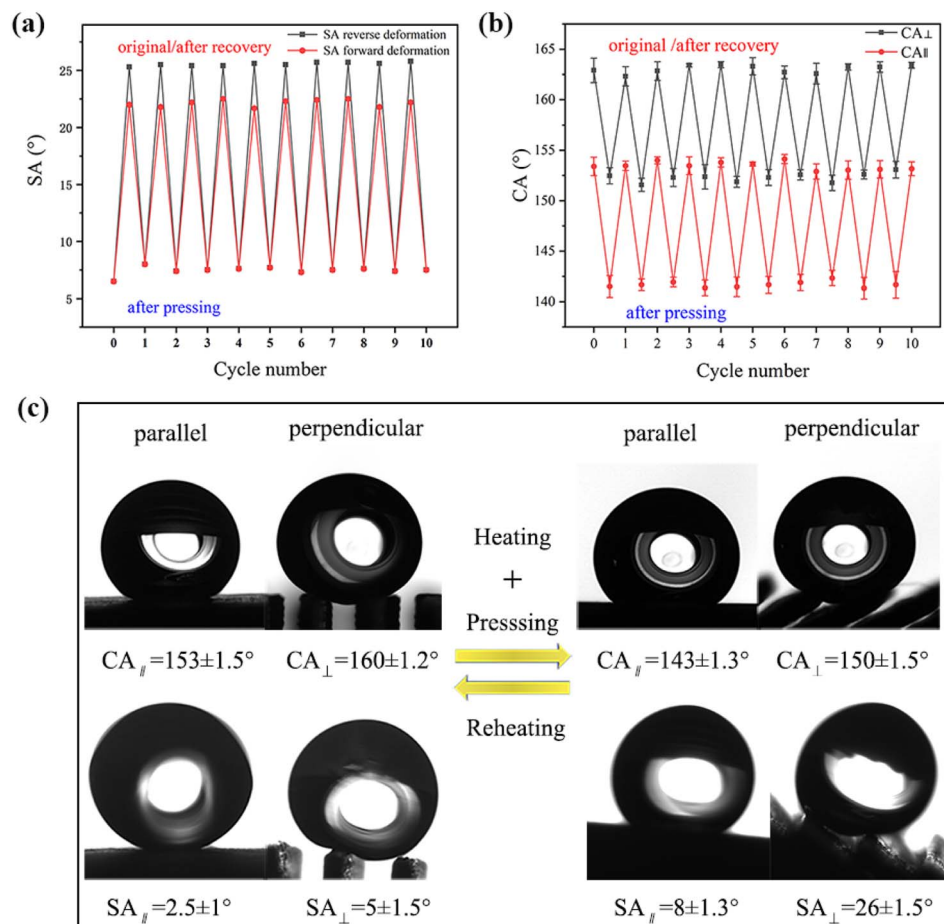 (a)
original/after recovery
SA reverse deformation
SA forward deformation
25
20
15
10
5
SA (°)
after pressing
0 1 2 3 4 5 6 7 8 9 10
Cycle number
(b)
original /after recovery
CA⊥
CA∥
165
160
155
150
145
140
CA (°)
after pressing
0 1 2 3 4 5 6 7 8 9 10
Cycle number
(c)
parallel perpendicular
CA∥=153±1.5° CA⊥=160±1.2°
SA∥=2.5±1° SA⊥=5±1.5°
Heating
+
Presssing
Reheating
parallel perpendicular
CA∥=143±1.3° CA⊥=150±1.5°
SA∥=8±1.3° SA⊥=26±1.5°